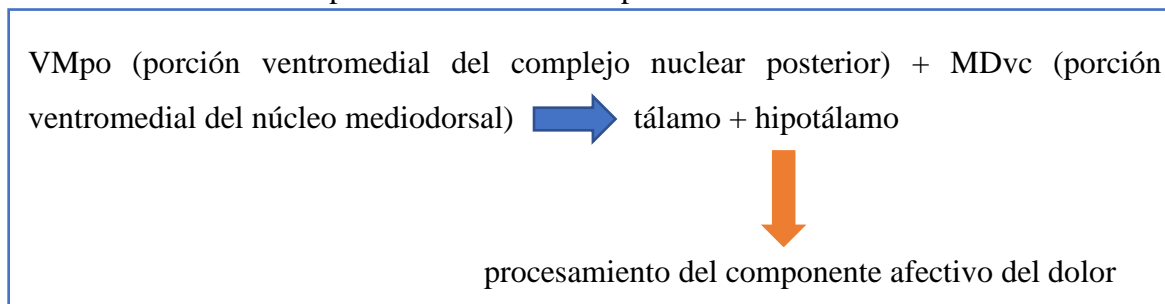 VMpo (porción ventromedial del complejo nuclear posterior) + MDvc (porción
ventromedial del núcleo mediodorsal) tálamo + hipotálamo
procesamiento del componente afectivo del dolor